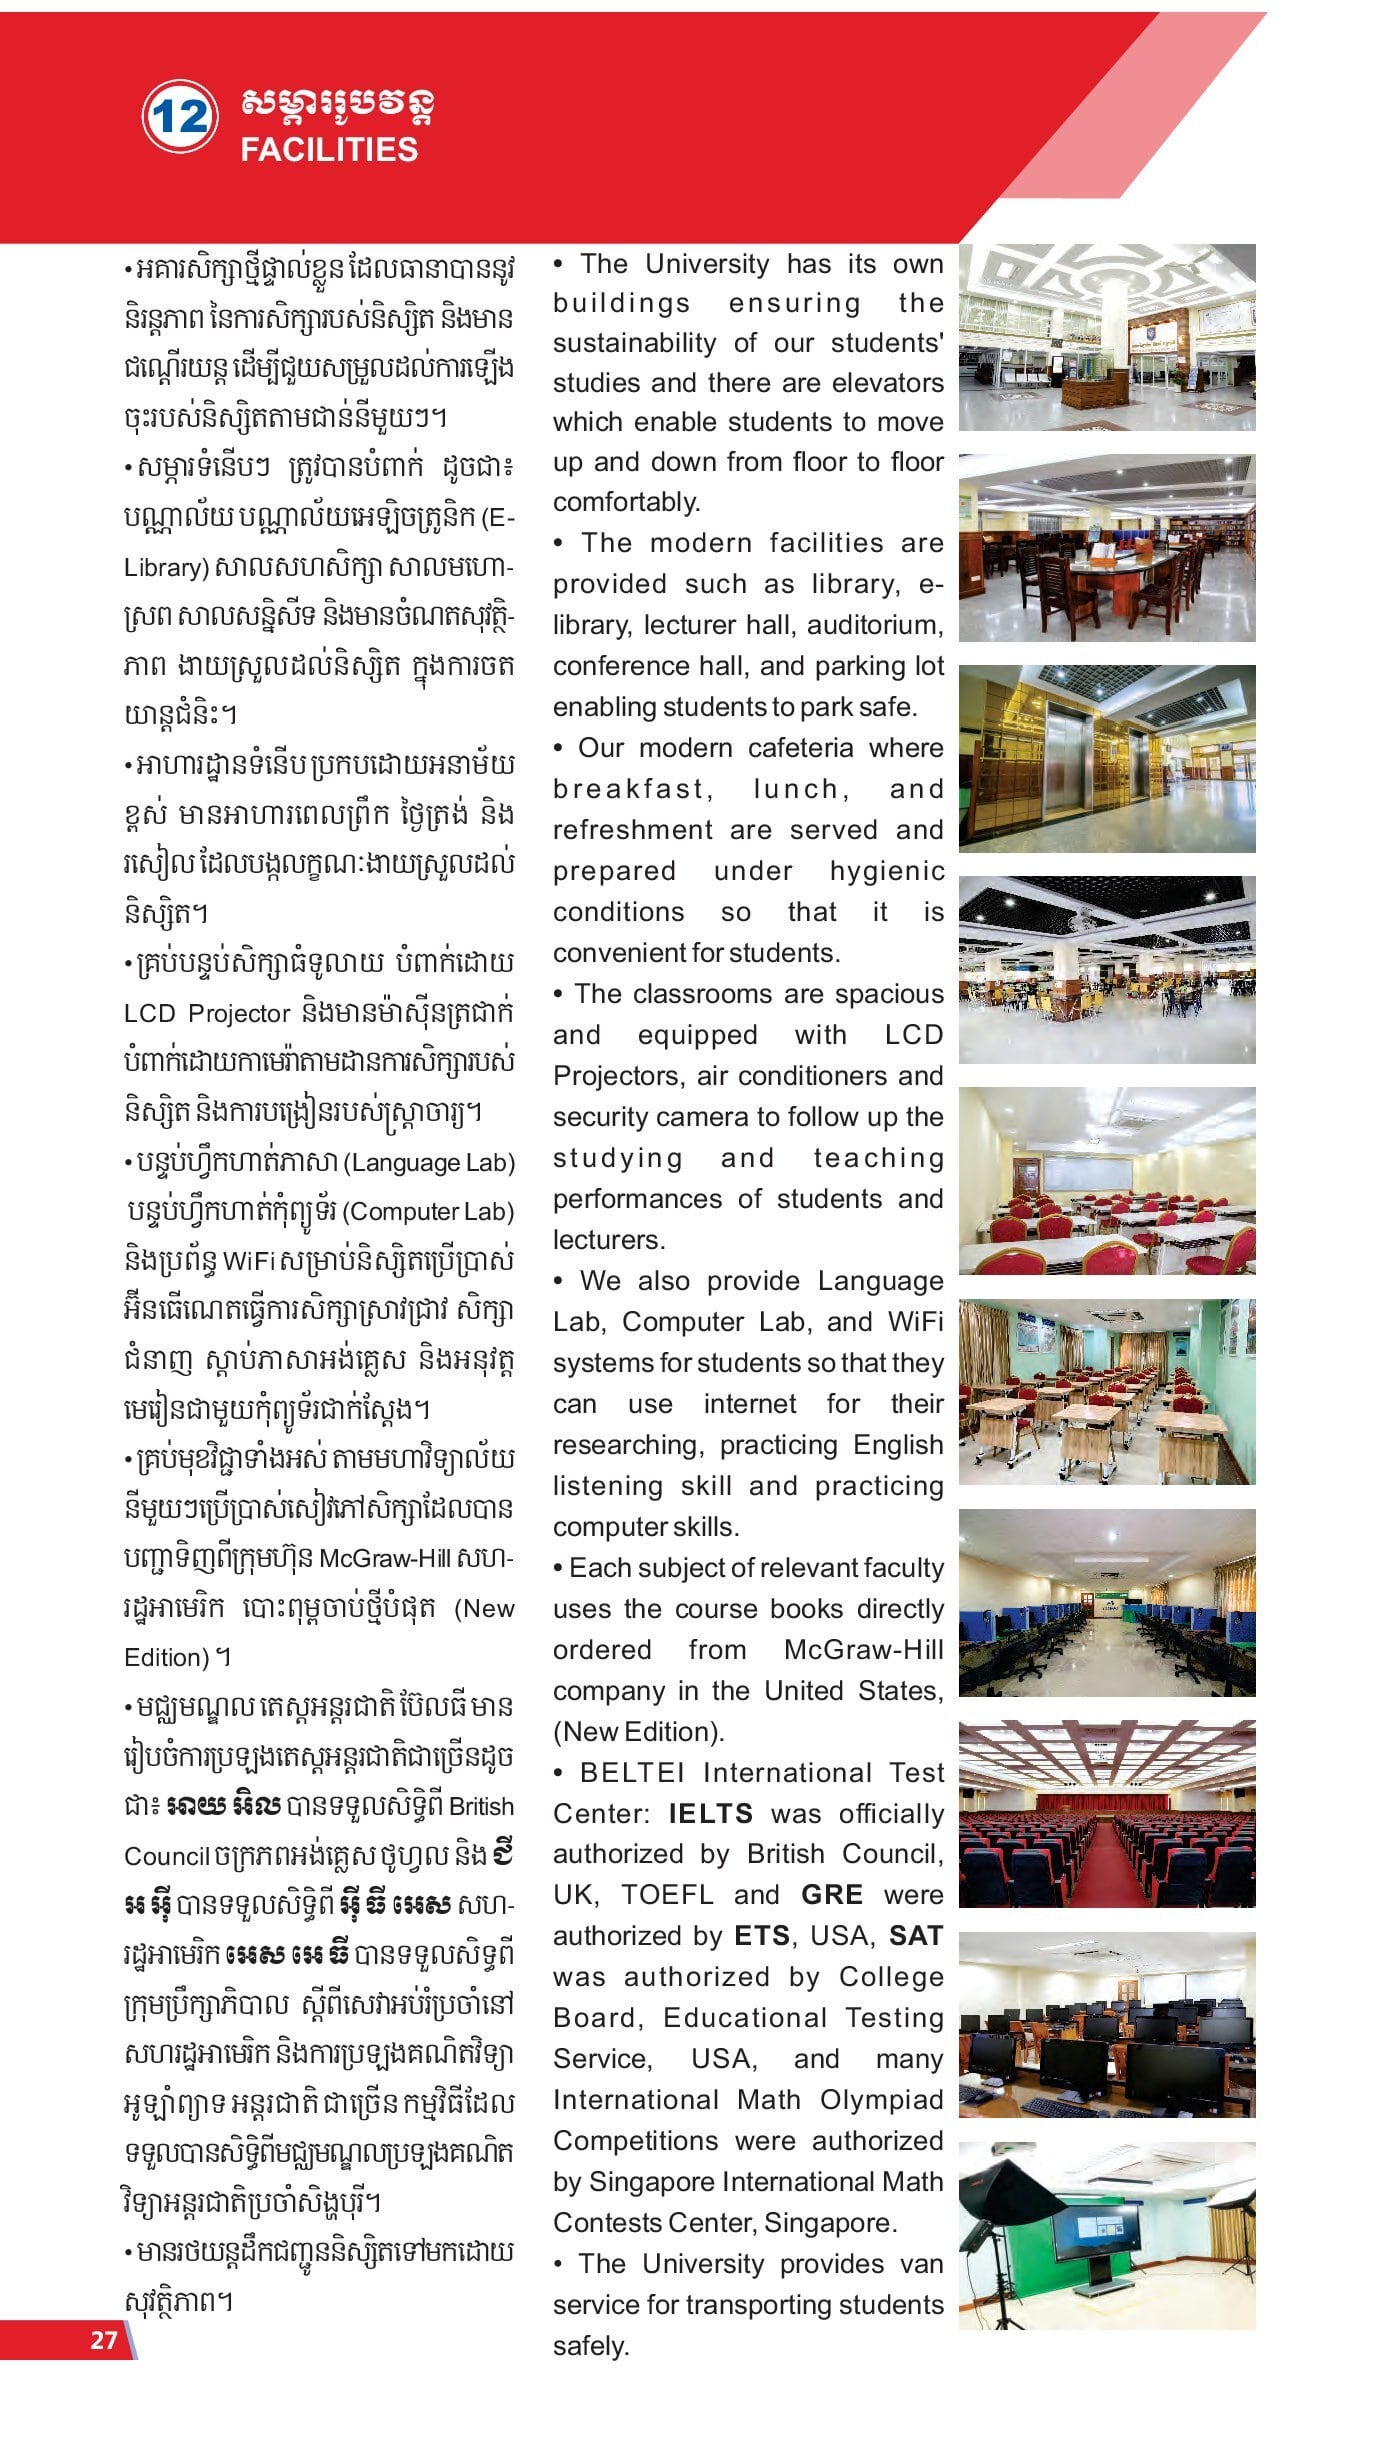 12
សម្ភាររូបវន្ត
FACILITIES
• អគារសិក្សាថ្មីផ្ទាល់ខ្លួន ដែលធានាបាននូវ
និរន្តភាព នៃការសិក្សារបស់និស្សិត និងមាន
ជណ្តើរយន្ត ដើម្បីជួយសម្រួលដល់ការឡើង
ចុះរបស់និស្សិតតាមជាន់នីមួយៗ។
• សម្ភារទំនើបៗ ត្រូវបានបំពាក់ ដូចជា៖
បណ្ណាល័យ បណ្ណាល័យអេឡិចត្រូនិក (E-
Library) សាលសហសិក្សា សាលមហោ-
ស្រព សាលសន្និសីទ និងមានចំណតសុវត្ថិ-
ភាព ងាយស្រួលដល់និស្សិត ក្នុងការចត
យាន្តជំនិះ។
• អាហារដ្ឋានទំនើប ប្រកបដោយអនាម័យ
ខ្ពស់ មានអាហារពេលព្រឹក ថ្ងៃត្រង់ និង
រសៀល ដែលបង្កលក្ខណៈងាយស្រួលដល់
និស្សិត។
• គ្រប់បន្ទប់សិក្សាធំទូលាយ បំពាក់ដោយ
LCD Projector និងមានម៉ាស៊ីនត្រជាក់
បំពាក់ដោយកាមេរ៉ាតាមដានការសិក្សារបស់
និស្សិត និងការបង្រៀនរបស់ស្ត្រាចារ្យ។
• បន្ទប់ហ្វឹកហាត់ភាសា (Language Lab)
បន្ទប់ហ្វឹកហាត់កុំព្យូទ័រ (Computer Lab)
និងប្រព័ន្ធ WiFi សម្រាប់និស្សិតប្រើប្រាស់
អ៊ីនធើណេតធ្វើការសិក្សាស្រាវជ្រាវ សិក្សា
ជំនាញ ស្តាប់ភាសាអង់គ្លេស និងអនុវត្ត
មេរៀនជាមួយកុំព្យូទ័រជាក់ស្តែង។
• គ្រប់មុខវិជ្ជាទាំងអស់ តាមមហាវិទ្យាល័យ
នីមួយៗប្រើប្រាស់សៀវភៅសិក្សាដែលបាន
បញ្ជាទិញពីក្រុមហ៊ុន McGraw-Hill សហ-
រដ្ឋអាមេរិក បោះពុម្ពចាប់ថ្មីបំផុត (New
Edition) ។
• មជ្ឈមណ្ឌល តេស្តអន្តរជាតិ ប៊ែលធី មាន
រៀបចំការប្រឡងតេស្តអន្តរជាតិជាច្រើនដូច
ជា៖ អាយ អិល បានទទួលសិទ្ធិពី British
Council ចក្រភពអង់គ្លេស ថូហ្វល និង ជី
អ អ៊ី បានទទួលសិទ្ធិពី អ៊ី ធី អេស សហ-
រដ្ឋអាមេរិក អេស អេ ធី បានទទួលសិទ្ធពី
ក្រុមប្រឹក្សាភិបាល ស្តីពីសេវាអប់រំប្រចាំនៅ
សហរដ្ឋអាមេរិក និងការប្រឡងគណិតវិទ្យា
អូឡាំព្យាទ អន្តរជាតិ ជាច្រើន កម្មវិធីដែល
ទទួលបានសិទ្ធិពីមជ្ឈមណ្ឌលប្រឡងគណិត
វិទ្យាអន្តរជាតិប្រចាំសិង្ហបុរី។
• មានរថយន្តដឹកជញ្ជូននិស្សិតទៅមកដោយ
សុវត្ថិភាព។
• The University has its own
buildings ensuring the
sustainability of our students'
studies and there are elevators
which enable students to move
up and down from floor to floor
comfortably.
• The modern facilities are
provided such as library, e-
library, lecturer hall, auditorium,
conference hall, and parking lot
enabling students to park safe.
• Our modern cafeteria where
breakfast, lunch, and
refreshment are served and
prepared under hygienic
conditions so that it is
convenient for students.
• The classrooms are spacious
and equipped with LCD
Projectors, air conditioners and
security camera to follow up the
studying and teaching
performances of students and
lecturers.
• We also provide Language
Lab, Computer Lab, and WiFi
systems for students so that they
can use internet for their
researching, practicing English
listening skill and practicing
computer skills.
• Each subject of relevant faculty
uses the course books directly
ordered from McGraw-Hill
company in the United States,
(New Edition).
• BELTEI International Test
Center: IELTS was officially
authorized by British Council,
UK, TOEFL and GRE were
authorized by ETS, USA, SAT
was authorized by College
Board, Educational Testing
Service, USA, and many
International Math Olympiad
Competitions were authorized
by Singapore International Math
Contests Center, Singapore.
• The University provides van
service for transporting students
safely.
27